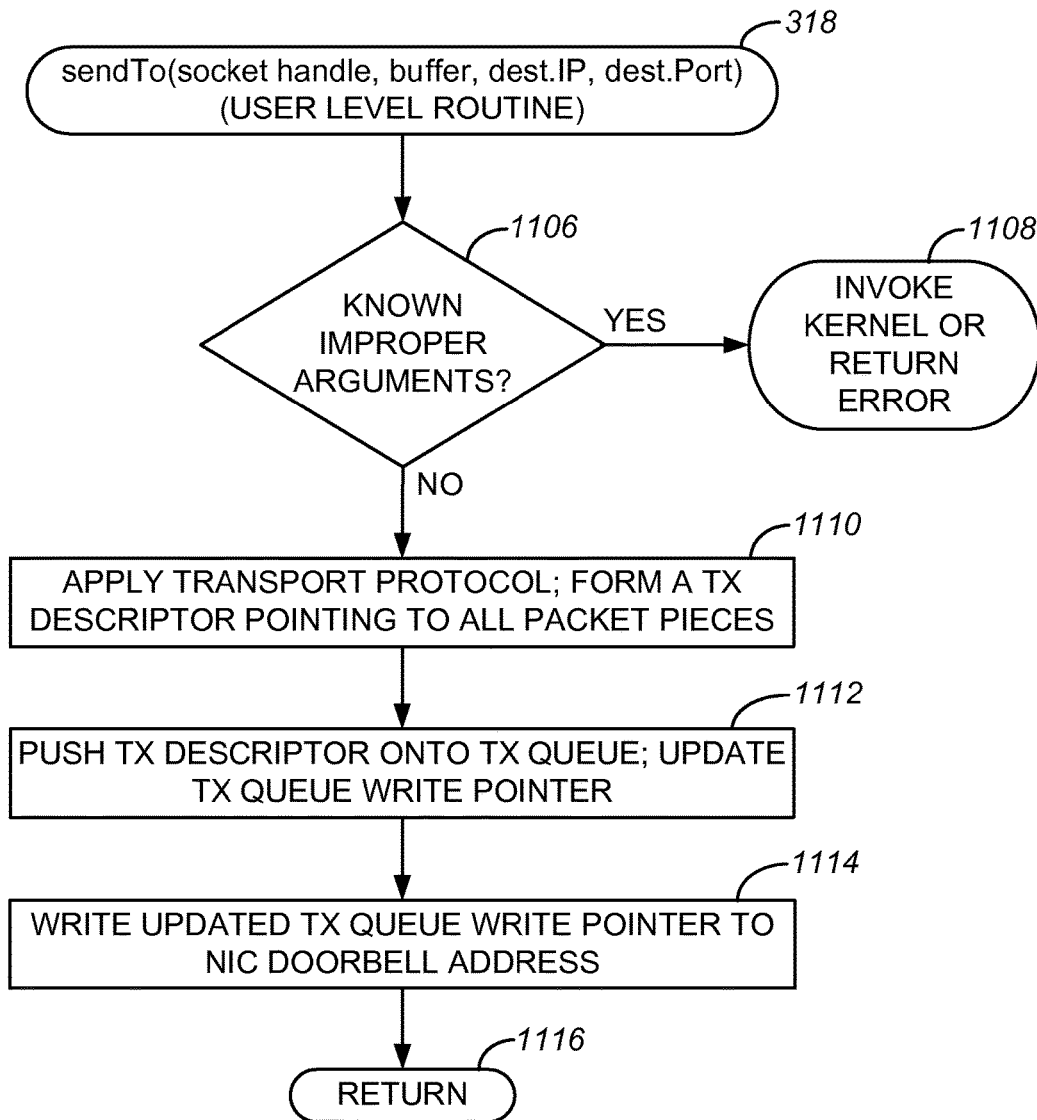 318
sendTo(socket handle, buffer, dest.IP, dest.Port)
(USER LEVEL ROUTINE)
1106
KNOWN
IMPROPER
ARGUMENTS?
YES
1108
INVOKE
KERNEL OR
RETURN
ERROR
NO
1110
APPLY TRANSPORT PROTOCOL; FORM A TX
DESCRIPTOR POINTING TO ALL PACKET PIECES
1112
PUSH TX DESCRIPTOR ONTO TX QUEUE; UPDATE
TX QUEUE WRITE POINTER
1114
WRITE UPDATED TX QUEUE WRITE POINTER TO
NIC DOORBELL ADDRESS
1116
RETURN